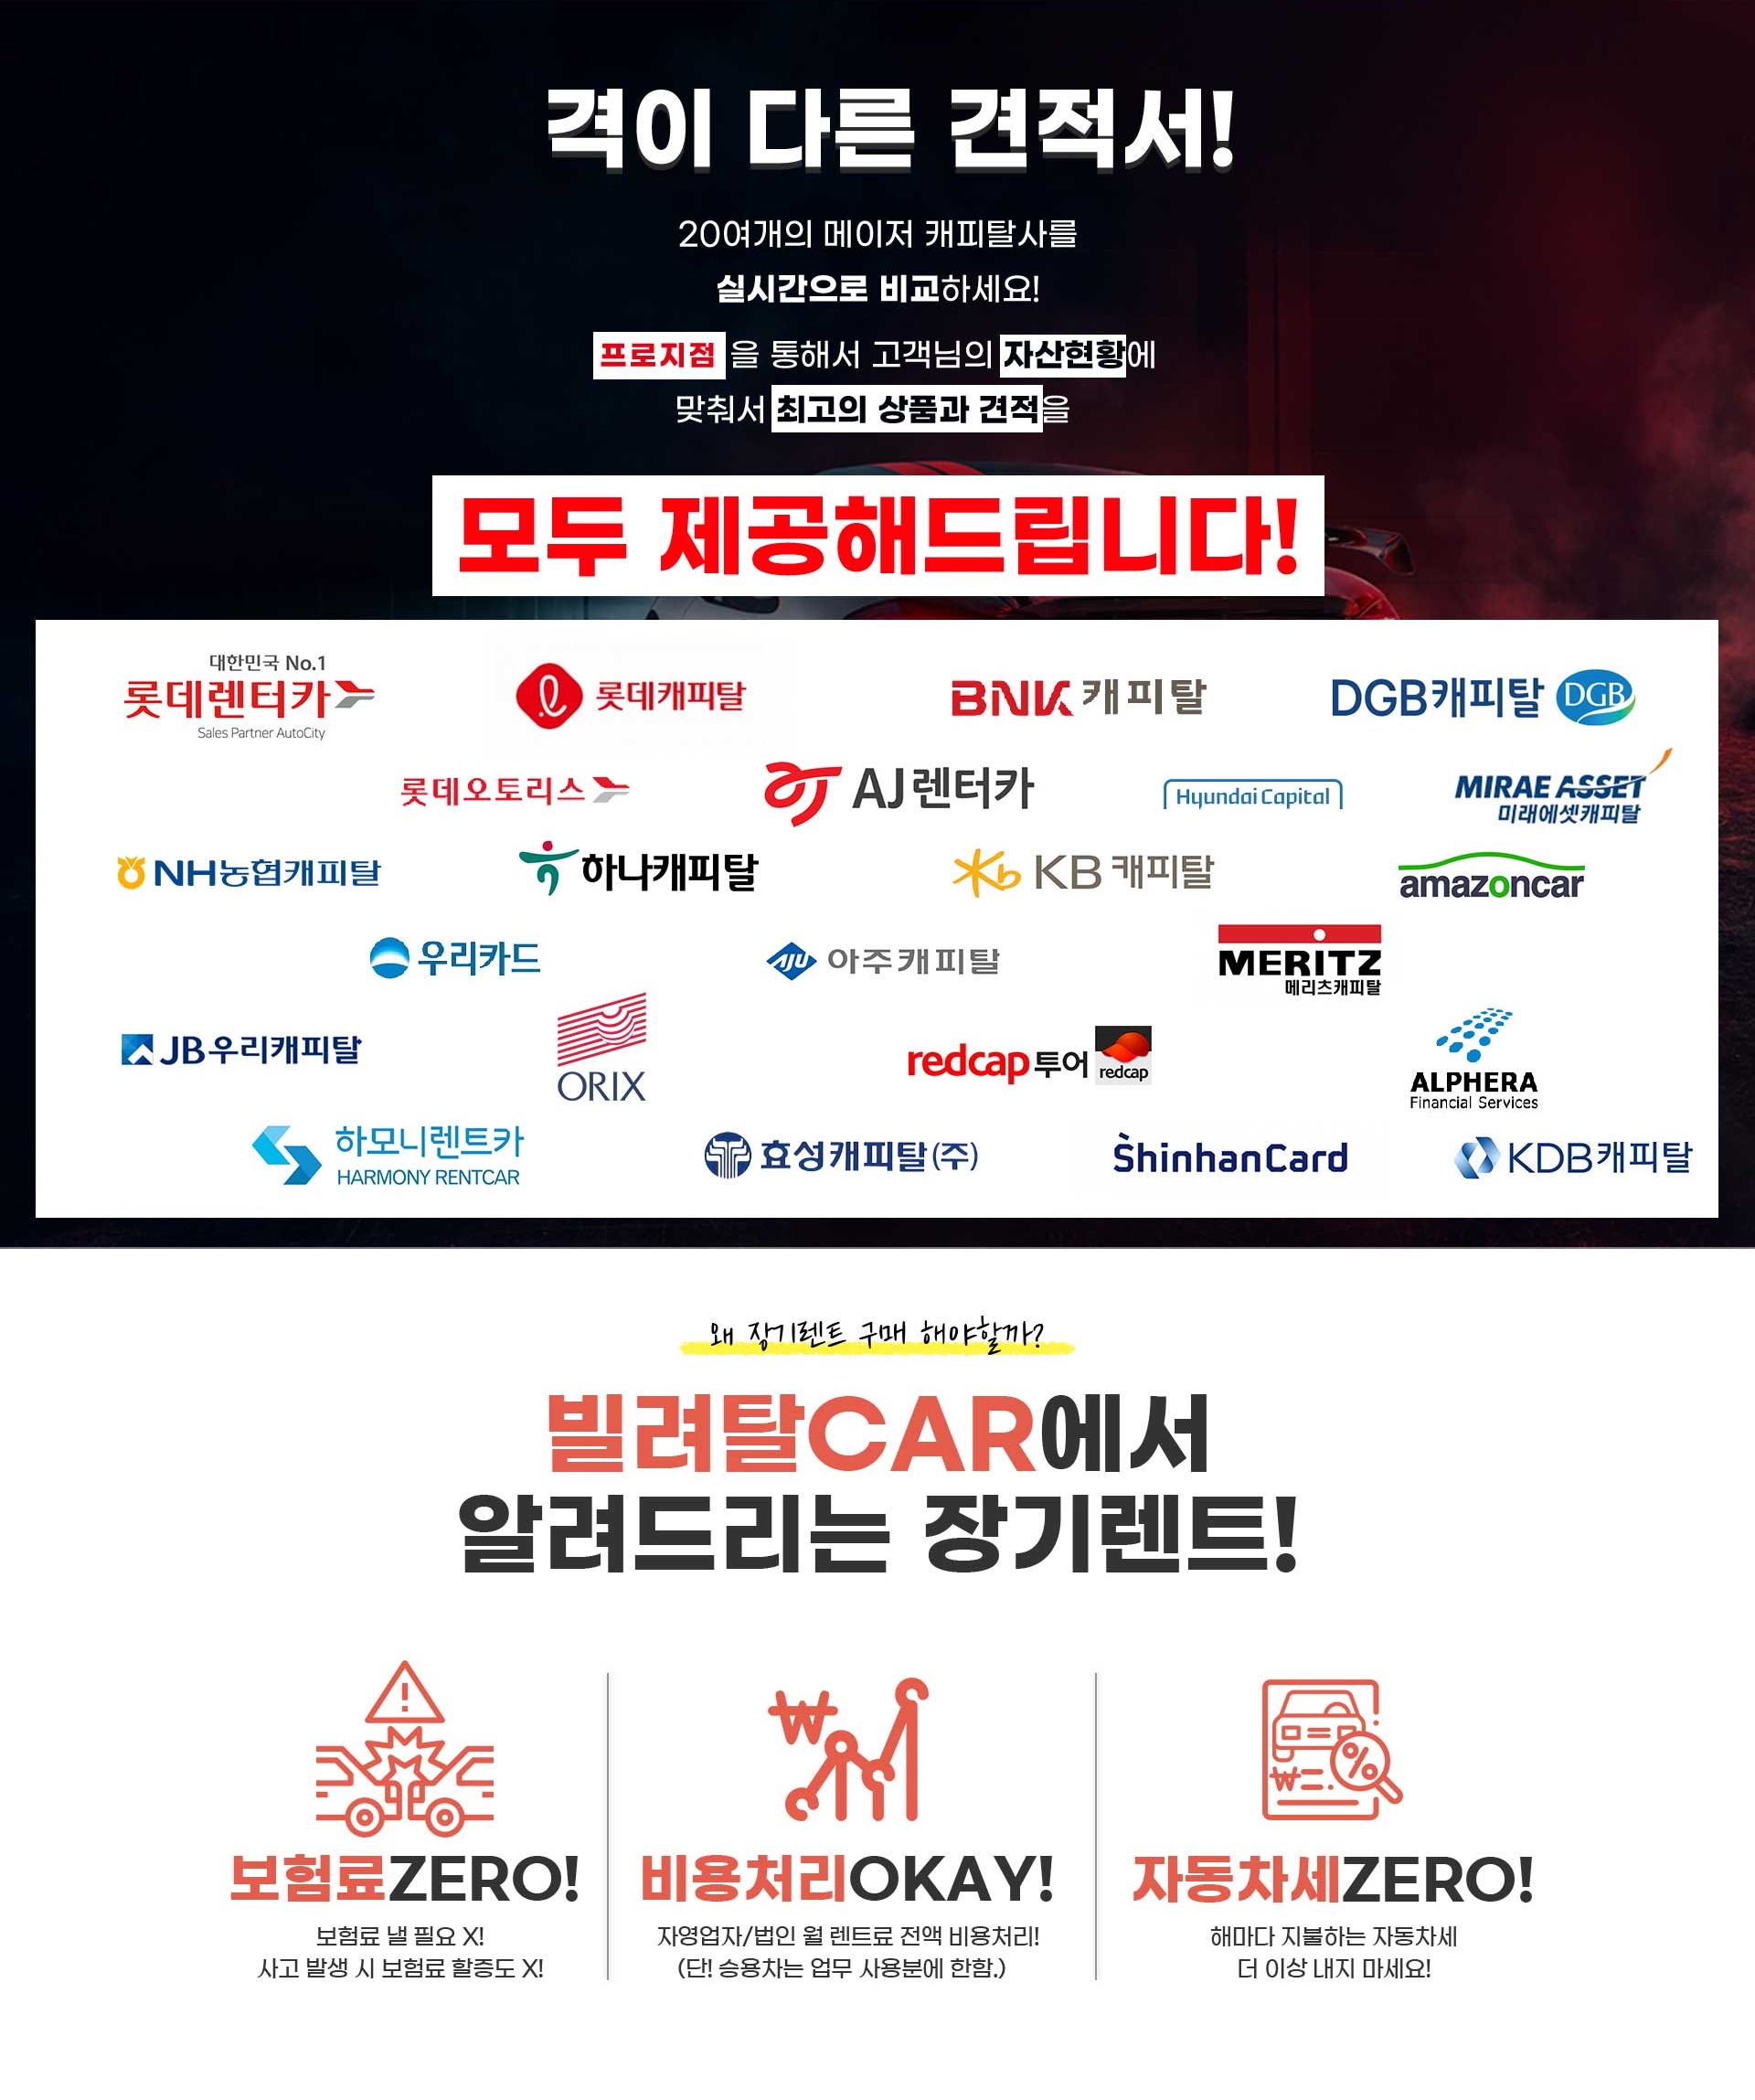 격이 다른 견적서!
20여개의 메이저 캐피탈사를
실시간으로 비교하세요!
프로지점 을 통해서 고객님의 자산현황에
맞춰서 최고의 상품과 견적을
모두 제공해드립니다!
대한민국 No.1
롯데렌터카
Sales Partner AutoCity
롯데캐피탈
BNK 캐피탈
DGB캐피탈 DGB
롯데오토리스
AJ렌터카
Hyundai Capital
MIRAE ASSET
미래에셋캐피탈
NH농협캐피탈
하나캐피탈
Kb KB 캐피탈
amazoncar
우리카드
AJU 아주캐피탈
MERITZ
메리츠캐피탈
JB우리캐피탈
ORIX
redcap투어 redcap
ALPHERA
Financial Services
하모니렌트카
HARMONY RENTCAR
효성캐피탈(주)
ShinhanCard
KDB캐피탈
왜 장기렌트 구매 해야할까?
빌려탈CAR에서
알려드리는 장기렌트!
보험료ZERO!
보험료 낼 필요 X!
사고 발생 시 보험료 할증도 X!
₩
비용처리OKAY!
자영업자/법인 월 렌트료 전액 비용처리!
(단! 승용차는 업무 사용분에 한함.)
%
₩
자동차세ZERO!
해마다 지불하는 자동차세
더 이상 내지 마세요!